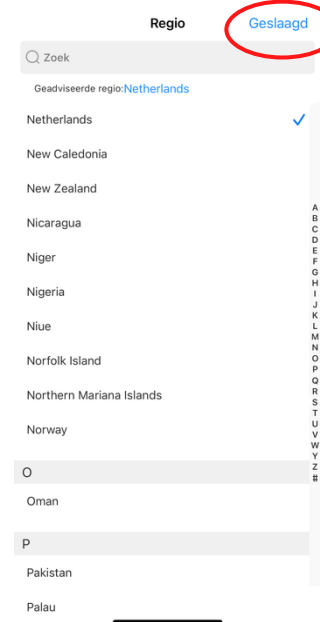 Regio Geslaagd
Zoek
Geadviseerde regio:Netherlands
Netherlands
New Caledonia
New Zealand
Nicaragua
Niger
Nigeria
Niue
Norfolk Island
Northern Mariana Islands
Norway
O
Oman
P
Pakistan
Palau
A
B
C
D
E
F
G
H
I
J
K
L
M
N
O
P
Q
R
S
T
U
V
W
Y
Z
#